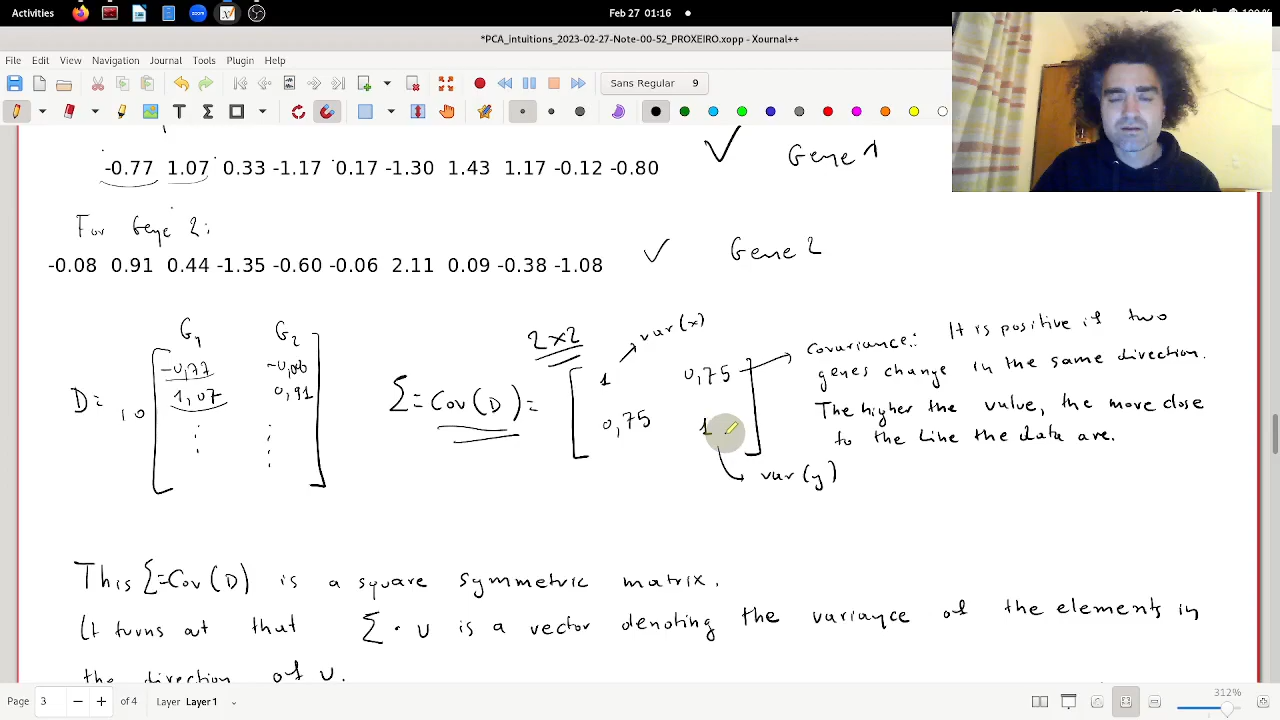 Activities
Feb 27 01:16
*PCA_intuitions_2023-02-27-Note-00-52_PROXEIRO.xopp - Xournal++
File Edit View Navigation Journal Tools Plugin Help
Sans Regular 9
-0.77 1.07 0.33 -1.17 0.17 -1.30 1.43 1.17 -0.12 -0.80
Gene 1
For Gene 2:
-0.08 0.91 0.44 -1.35 -0.60 -0.06 2.11 0.09 -0.38 -1.08
Gene 2
G1 G2
D= 10
-0,77 -0,08
1,07 0,91
Σ=Cov(D)=
2x2
1 0,75
0,75 1
var(x)
var(y)
covariance: It is positive if two
genes change in the same direction.
The higher the value, the move close
to the line the data are.
This Σ=Cov(D) is a square symmetric matrix.
It turns out that Σ·υ is a vector denoting the variance of the elements in
the direction of υ.
Page 3 of 4 Layer Layer 1
312%